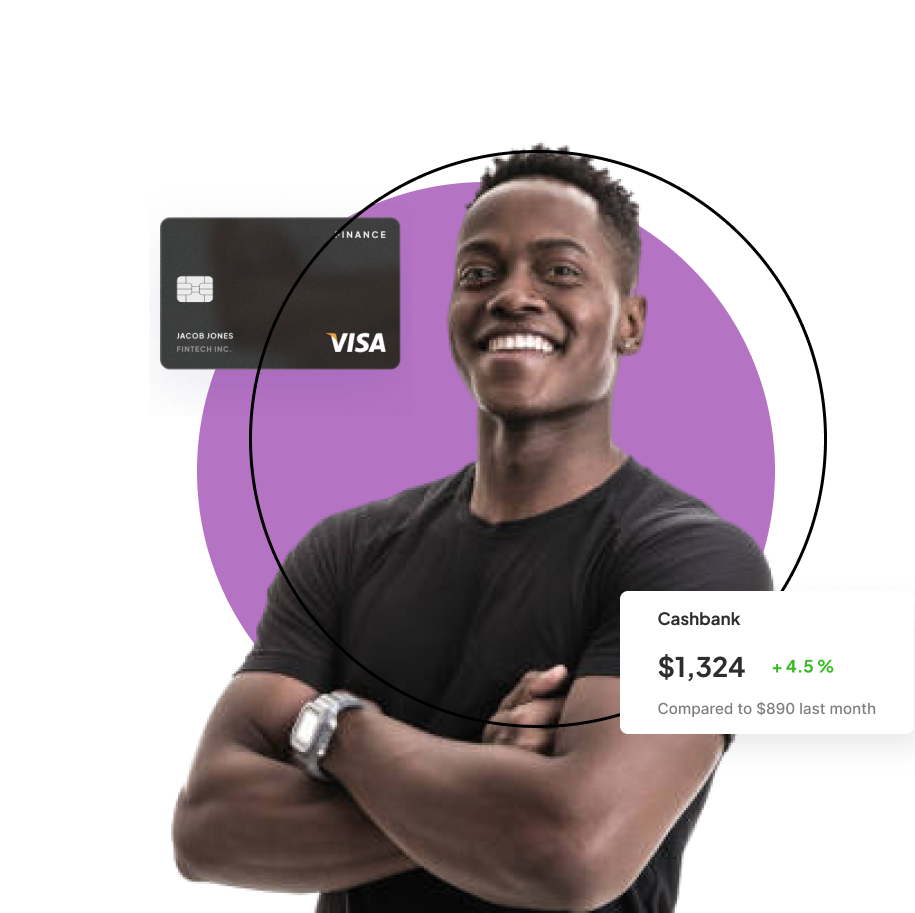 FINANCE
JACOB JONES
FINTECH INC.
VISA
Cashbank
$1,324 + 4.5 %
Compared to $890 last month